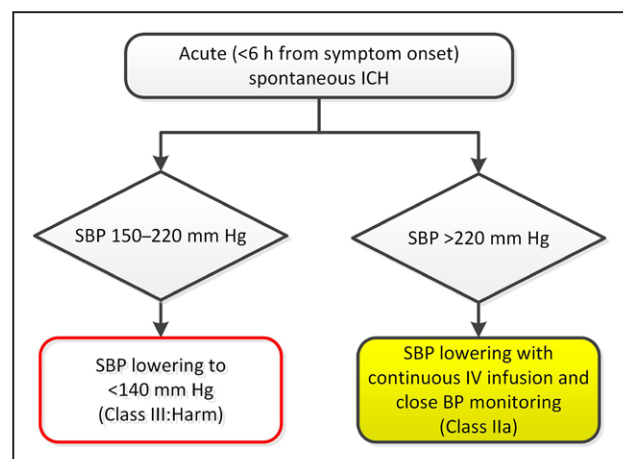 Acute (<6 h from symptom onset)
spontaneous ICH
SBP 150–220 mm Hg
SBP >220 mm Hg
SBP lowering to
<140 mm Hg
(Class III:Harm)
SBP lowering with
continuous IV infusion and
close BP monitoring
(Class IIa)